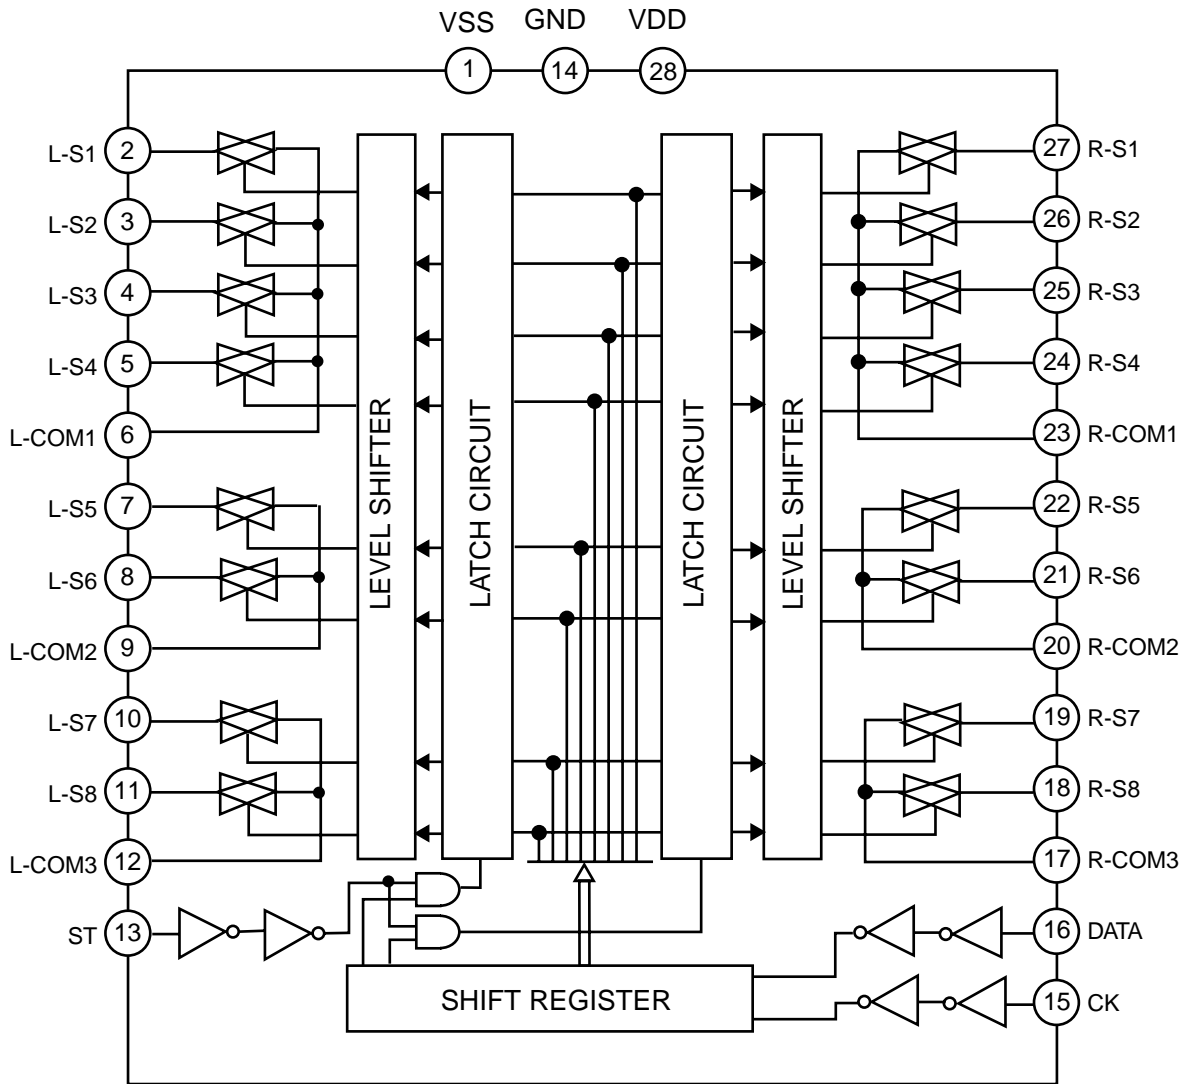 VSS GND VDD
1 14 28
L-S1 2
27 R-S1
L-S2 3
26 R-S2
L-S3 4
25 R-S3
L-S4 5
24 R-S4
L-COM1 6
23 R-COM1
L-S5 7
22 R-S5
L-S6 8
21 R-S6
L-COM2 9
20 R-COM2
L-S7 10
19 R-S7
L-S8 11
18 R-S8
L-COM3 12
17 R-COM3
ST 13
16 DATA
15 CK
LEVEL SHIFTER
LATCH CIRCUIT
LATCH CIRCUIT
LEVEL SHIFTER
SHIFT REGISTER